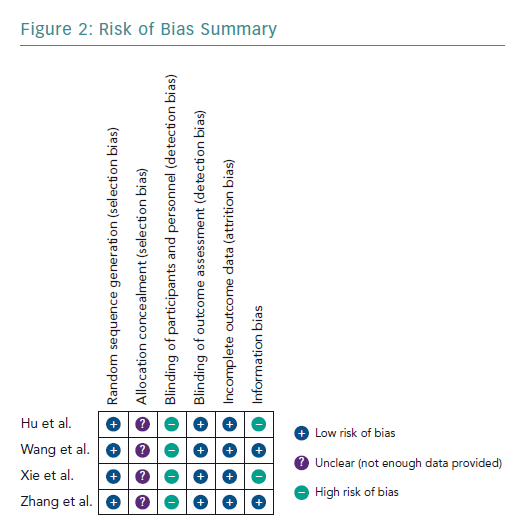 Figure 2: Risk of Bias Summary
Random sequence generation (selection bias)
Allocation concealment (selection bias)
Blinding of participants and personnel (detection bias)
Blinding of outcome assessment (detection bias)
Incomplete outcome data (attrition bias)
Information bias
Hu et al. + ? − + + −
Wang et al. + ? − + + +
Xie et al. + ? − + + −
Zhang et al. + ? − + + +
+ Low risk of bias
? Unclear (not enough data provided)
− High risk of bias